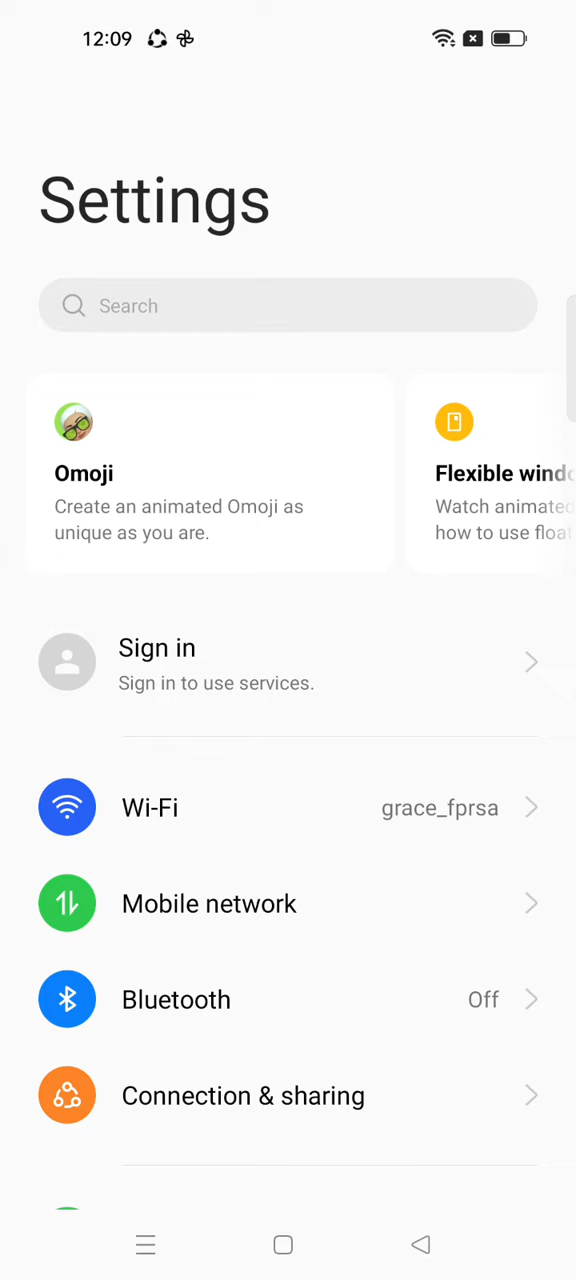 12:09
Settings
Search
Omoji
Create an animated Omoji as
unique as you are.
Flexible windo
Watch animated
how to use float
Sign in
Sign in to use services.
Wi-Fi grace_fprsa
Mobile network
Bluetooth Off
Connection & sharing